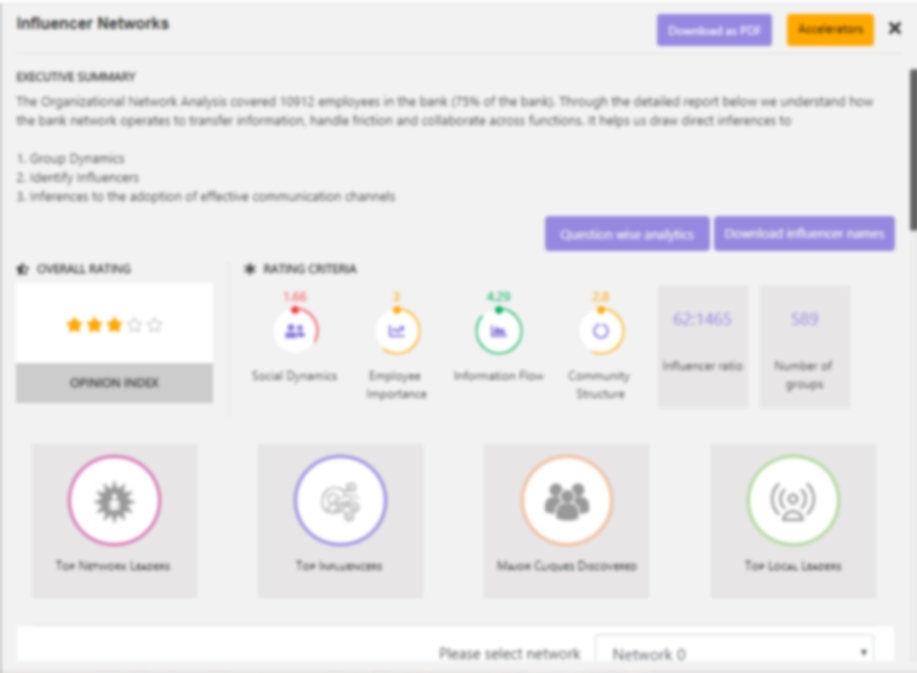 Influencer Networks
Download as PDF
Accelerators
EXECUTIVE SUMMARY
The Organizational Network Analysis covered 10912 employees in the bank (75% of the bank). Through the detailed report below we understand how
the bank network operates to transfer information, handle friction and collaborate across functions. It helps us draw direct inferences to
1. Group Dynamics
2. Identify Influencers
3. Inferences to the adoption of effective communication channels
Question wise analytics
Download influencer names
OVERALL RATING
RATING CRITERIA
1.66
3
4.29
2.8
62:1465
589
Social Dynamics
Employee
Importance
Information Flow
Community
Structure
Influencer ratio
Number of
groups
OPINION INDEX
Top Network Leaders
Top Influencers
Major Cliques Discovered
Top Local Leaders
Please select network
Network 0